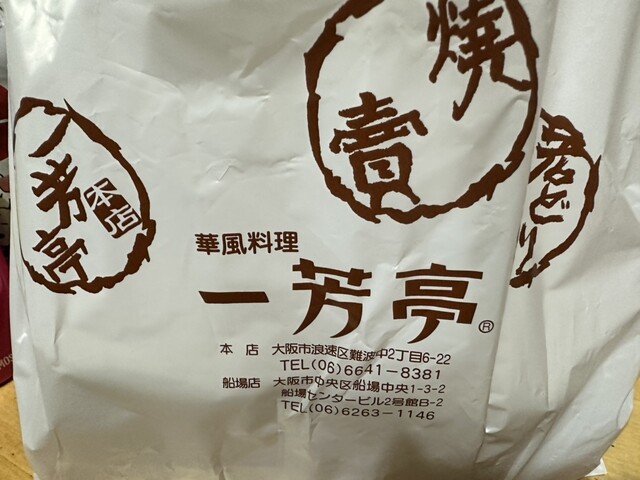 燒
賣
一芳亭
本店
若どり
華風料理
一芳亭®
本店 大阪市浪速区難波中2丁目6-22
TEL(06)6641-8381
船場店 大阪市中央区船場中央1-3-2
船場センタービル2号館B-2
TEL(06)6263-1146